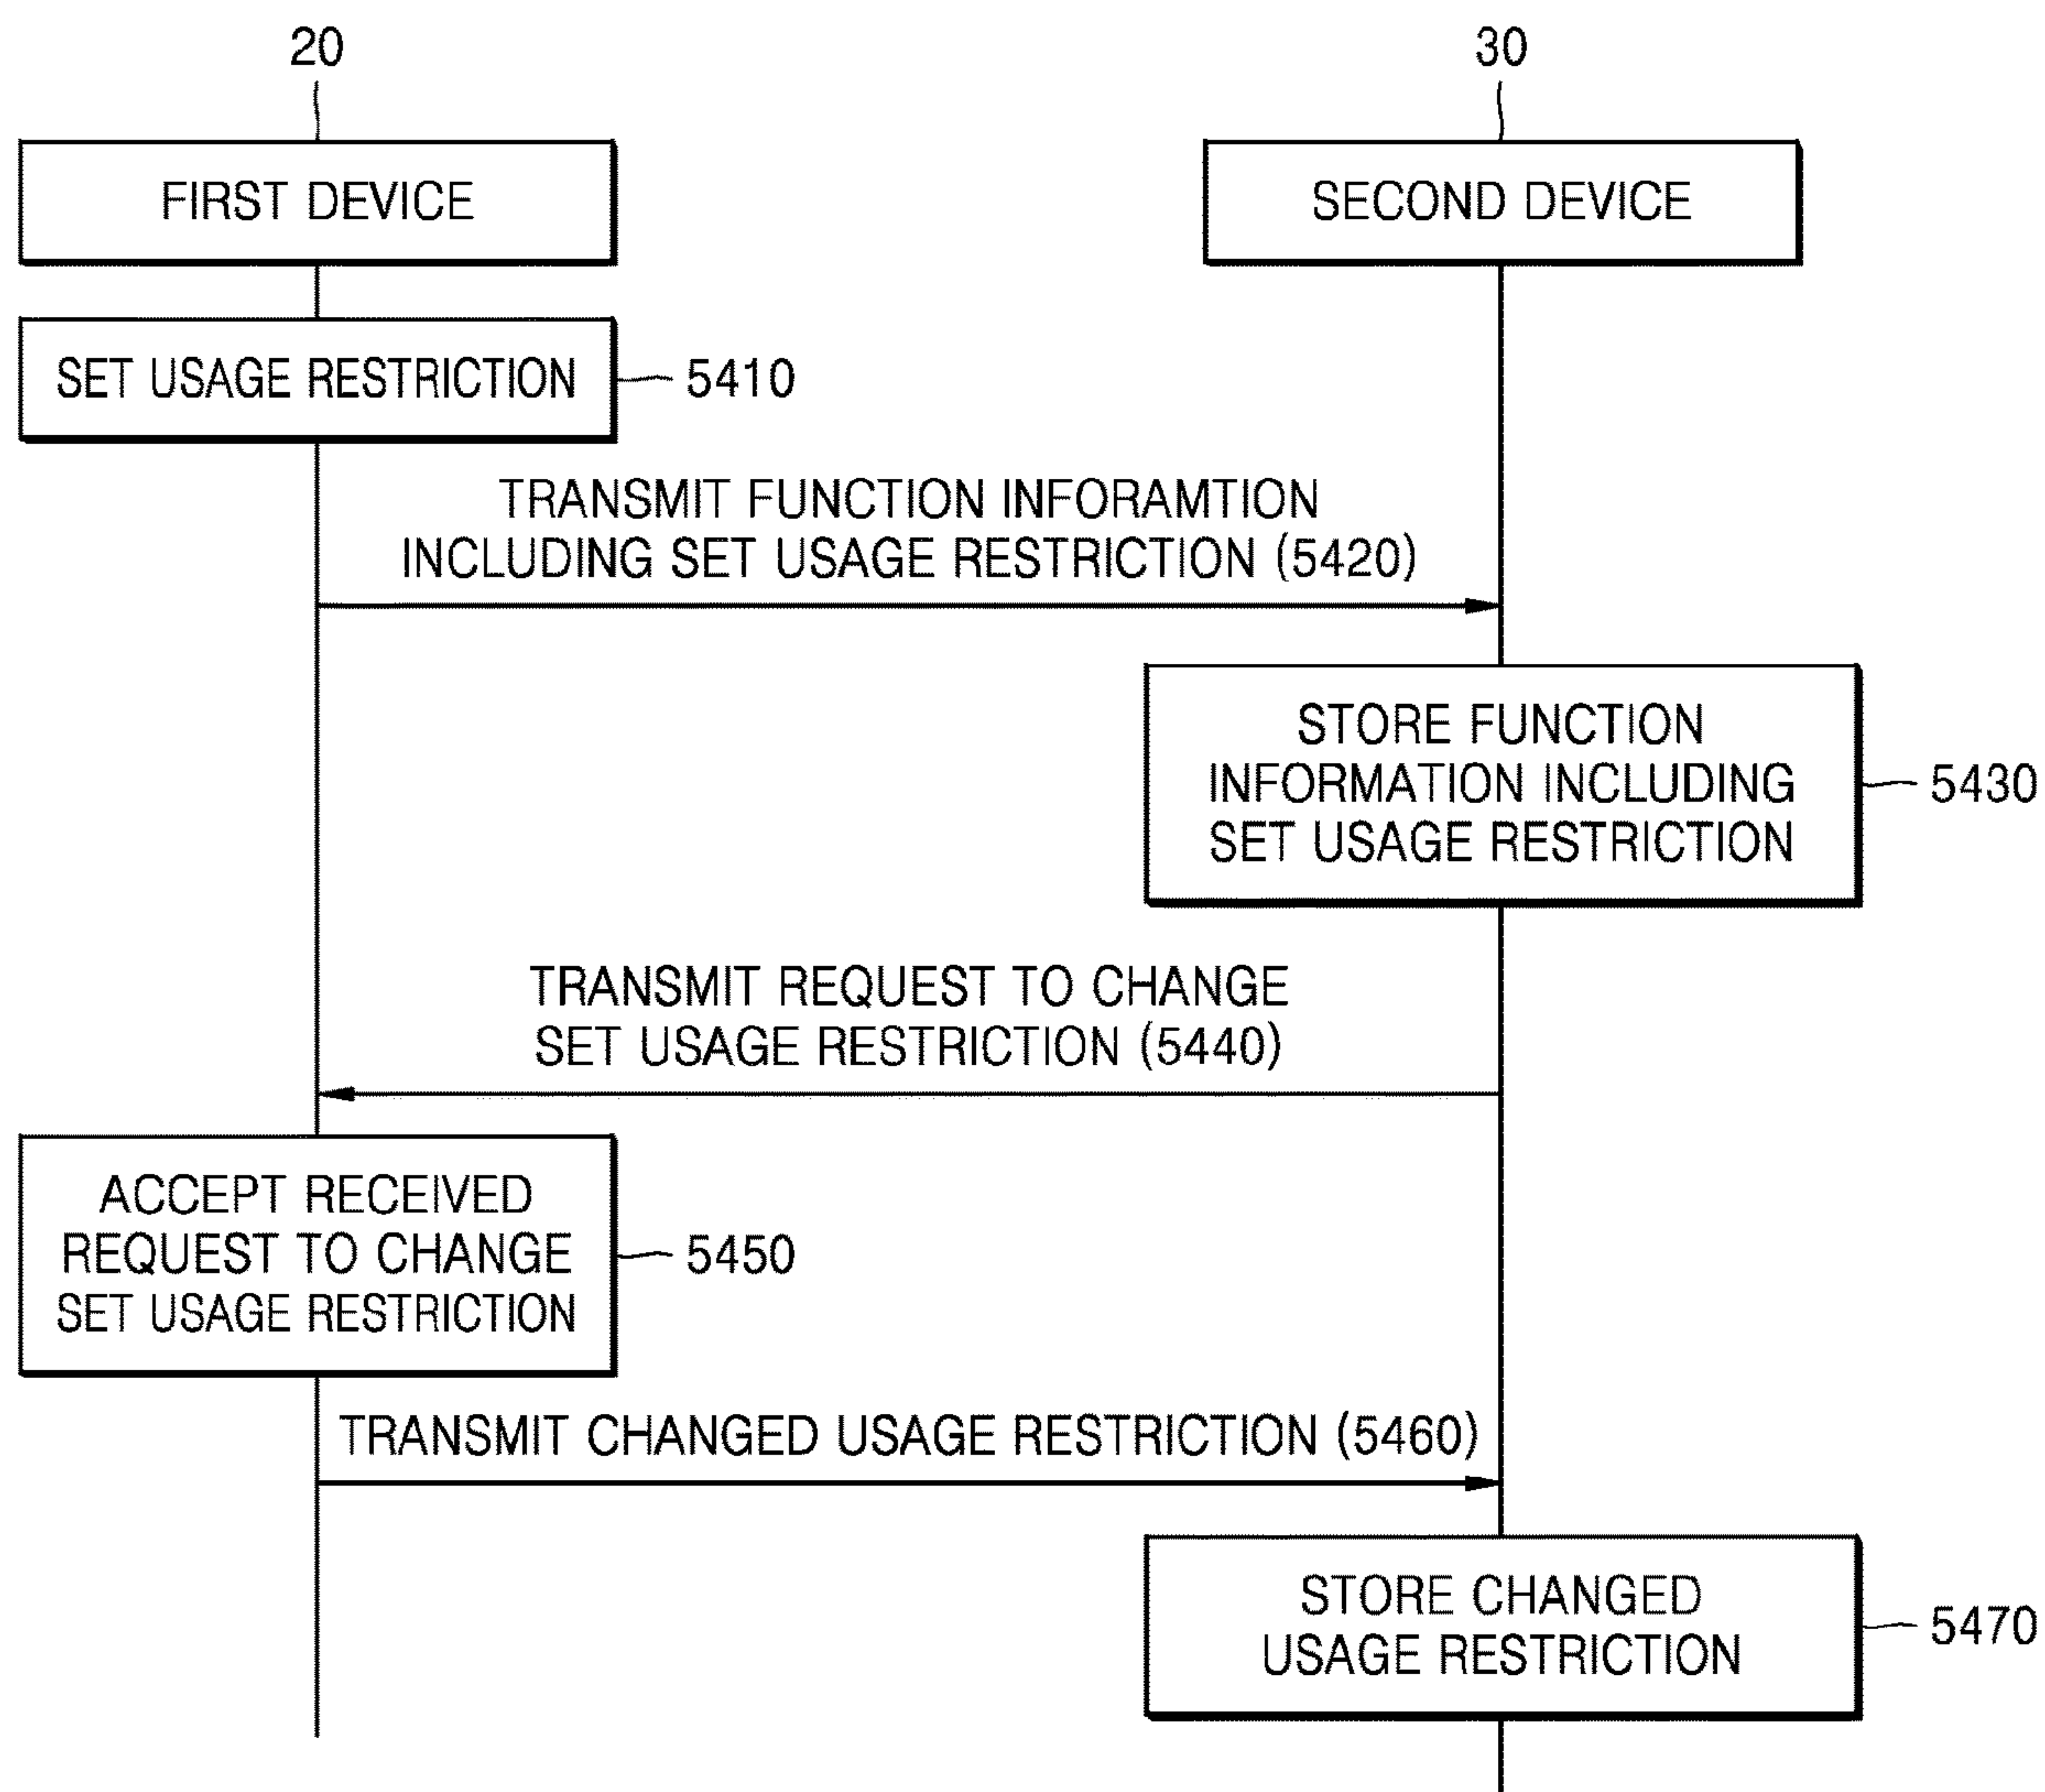 20
30
FIRST DEVICE
SECOND DEVICE
SET USAGE RESTRICTION
5410
TRANSMIT FUNCTION INFORAMTION
INCLUDING SET USAGE RESTRICTION (5420)
STORE FUNCTION
INFORMATION INCLUDING
SET USAGE RESTRICTION
5430
TRANSMIT REQUEST TO CHANGE
SET USAGE RESTRICTION (5440)
ACCEPT RECEIVED
REQUEST TO CHANGE
SET USAGE RESTRICTION
5450
TRANSMIT CHANGED USAGE RESTRICTION (5460)
STORE CHANGED
USAGE RESTRICTION
5470